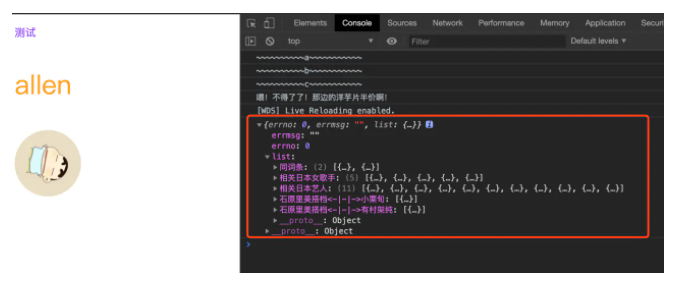 测试
allen
Elements Console Sources Network Performance Memory Application Securi
top Filter Default levels ▼
~~~~~~~~~~a~~~~~~~~~~~
~~~~~~~~~~b~~~~~~~~~~~
~~~~~~~~~~c~~~~~~~~~~~
喂! 不得了了! 那边的洋芋片半价啊!
[WDS] Live Reloading enabled.
▼{errno: 0, errmsg: "", list: {…}}
errmsg: ""
errno: 0
▼list:
▶同词条: (2) [{…}, {…}]
▶相关日本女歌手: (5) [{…}, {…}, {…}, {…}, {…}]
▶相关日本艺人: (11) [{…}, {…}, {…}, {…}, {…}, {…}, {…}, {…}, {…}, {…}, {…}]
▶石原里美搭档<-|-|->小栗旬: [{…}]
▶石原里美搭档<-|-|->有村架纯: [{…}]
▶__proto__: Object
▶__proto__: Object